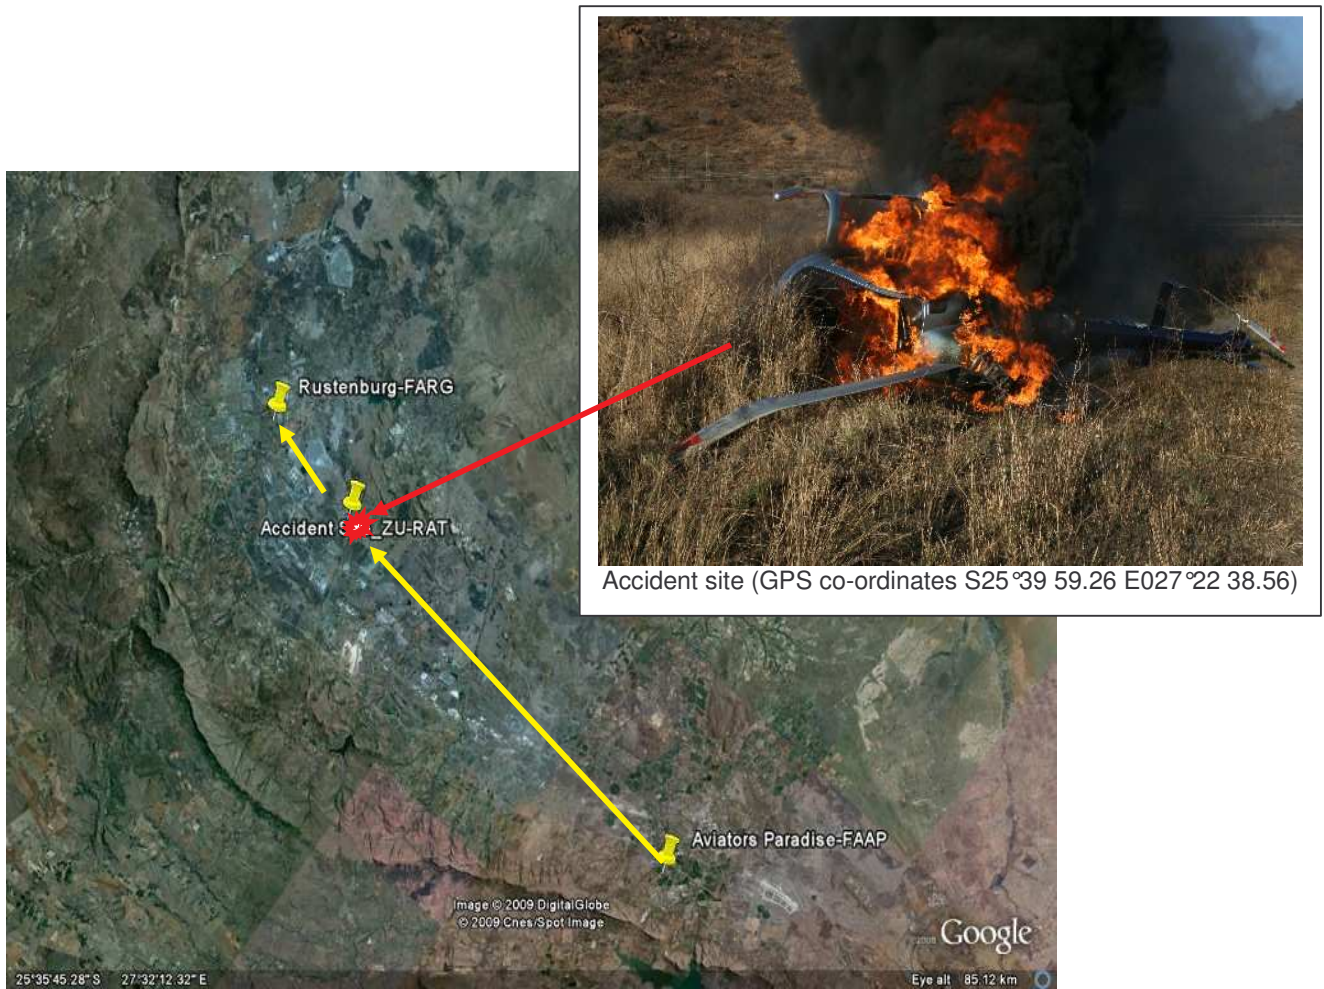 Accident site (GPS co-ordinates S25°39 59.26 E027°22 38.56)
Rustenburg-FARG
Accident S _ZU-RAT
Aviators Paradise-FAAP
Image © 2009 DigitalGlobe
© 2009 Cnes/Spot Image
Google
25°35'45.28" S 27°32'12.32" E
Eye alt 85.12 km